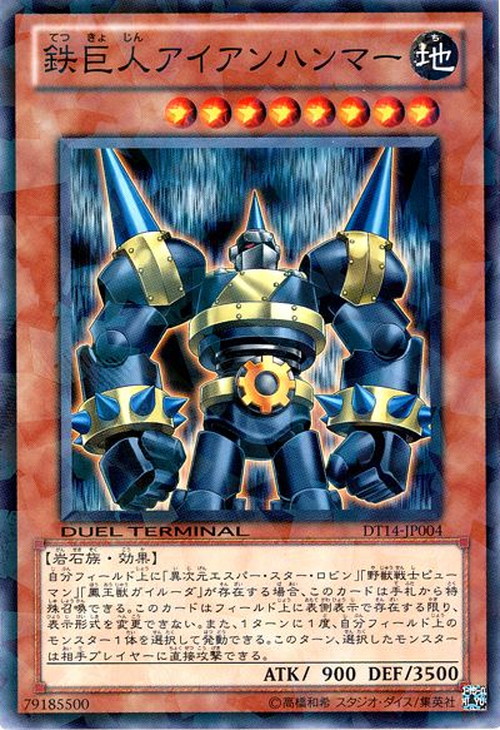 鉄巨人アイアンハンマー 地
DUEL TERMINAL DT14-JP004
【岩石族・効果】
自分フィールド上に「異次元エスパー・スター・ロビン」「野獣戦士ピュー
マン」「鳳王獣ガイルーダ」が存在する場合、このカードは手札から特
殊召喚できる。このカードはフィールド上に表側表示で存在する限り、
表示形式を変更できない。また、1ターンに1度、自分フィールド上の
モンスター1体を選択して発動できる。このターン、選択したモンスター
は相手プレイヤーに直接攻撃できる。
ATK/ 900 DEF/3500
79185500 ©高橋和希 スタジオ・ダイス/集英社